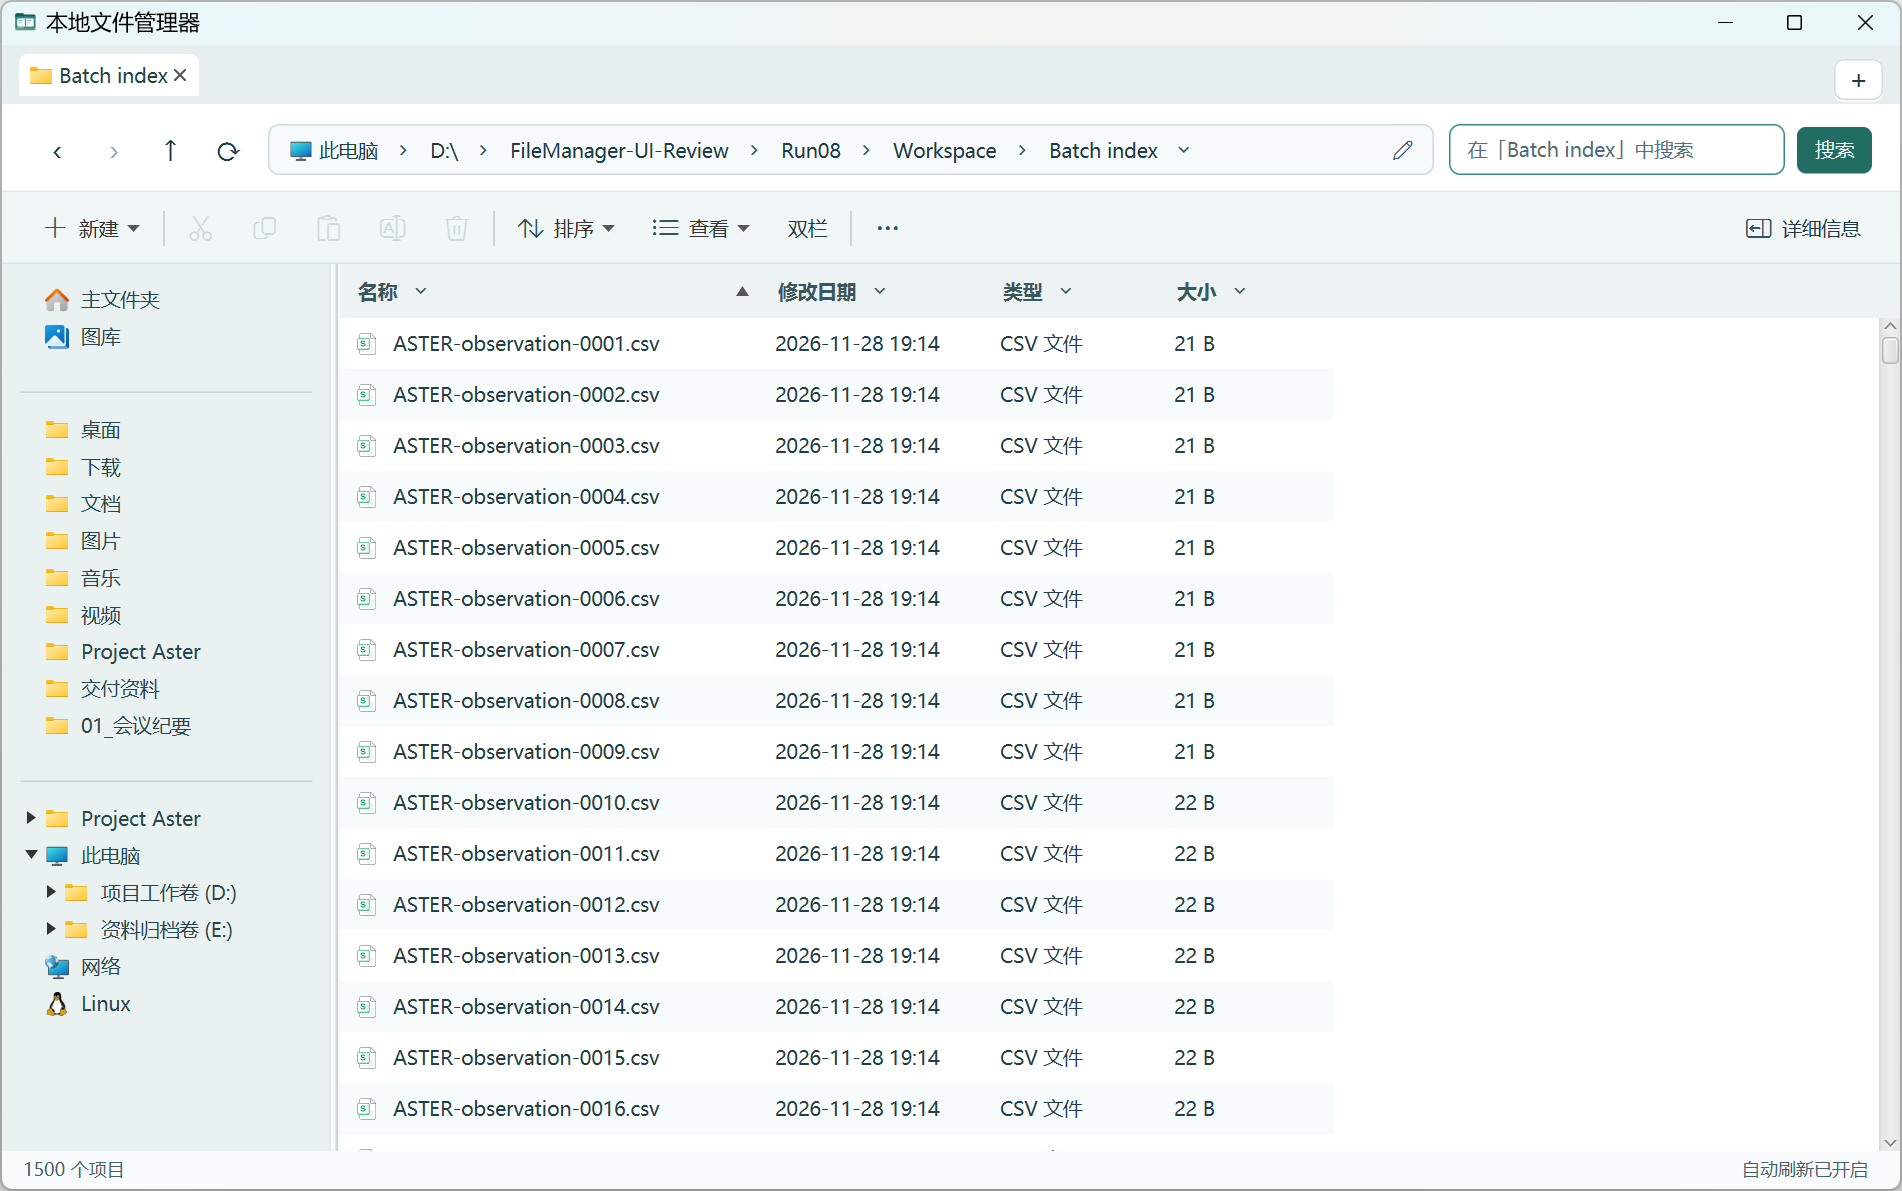 本地文件管理器
Batch index
此电脑 › D:\ › FileManager-UI-Review › Run08 › Workspace › Batch index
在「Batch index」中搜索
搜索
新建
排序
查看
双栏
详细信息
主文件夹
图库
桌面
下载
文档
图片
音乐
视频
Project Aster
交付资料
01_会议纪要
Project Aster
此电脑
项目工作卷 (D:)
资料归档卷 (E:)
网络
Linux
名称 修改日期 类型 大小
ASTER-observation-0001.csv 2026-11-28 19:14 CSV 文件 21 B
ASTER-observation-0002.csv 2026-11-28 19:14 CSV 文件 21 B
ASTER-observation-0003.csv 2026-11-28 19:14 CSV 文件 21 B
ASTER-observation-0004.csv 2026-11-28 19:14 CSV 文件 21 B
ASTER-observation-0005.csv 2026-11-28 19:14 CSV 文件 21 B
ASTER-observation-0006.csv 2026-11-28 19:14 CSV 文件 21 B
ASTER-observation-0007.csv 2026-11-28 19:14 CSV 文件 21 B
ASTER-observation-0008.csv 2026-11-28 19:14 CSV 文件 21 B
ASTER-observation-0009.csv 2026-11-28 19:14 CSV 文件 21 B
ASTER-observation-0010.csv 2026-11-28 19:14 CSV 文件 22 B
ASTER-observation-0011.csv 2026-11-28 19:14 CSV 文件 22 B
ASTER-observation-0012.csv 2026-11-28 19:14 CSV 文件 22 B
ASTER-observation-0013.csv 2026-11-28 19:14 CSV 文件 22 B
ASTER-observation-0014.csv 2026-11-28 19:14 CSV 文件 22 B
ASTER-observation-0015.csv 2026-11-28 19:14 CSV 文件 22 B
ASTER-observation-0016.csv 2026-11-28 19:14 CSV 文件 22 B
1500 个项目
自动刷新已开启